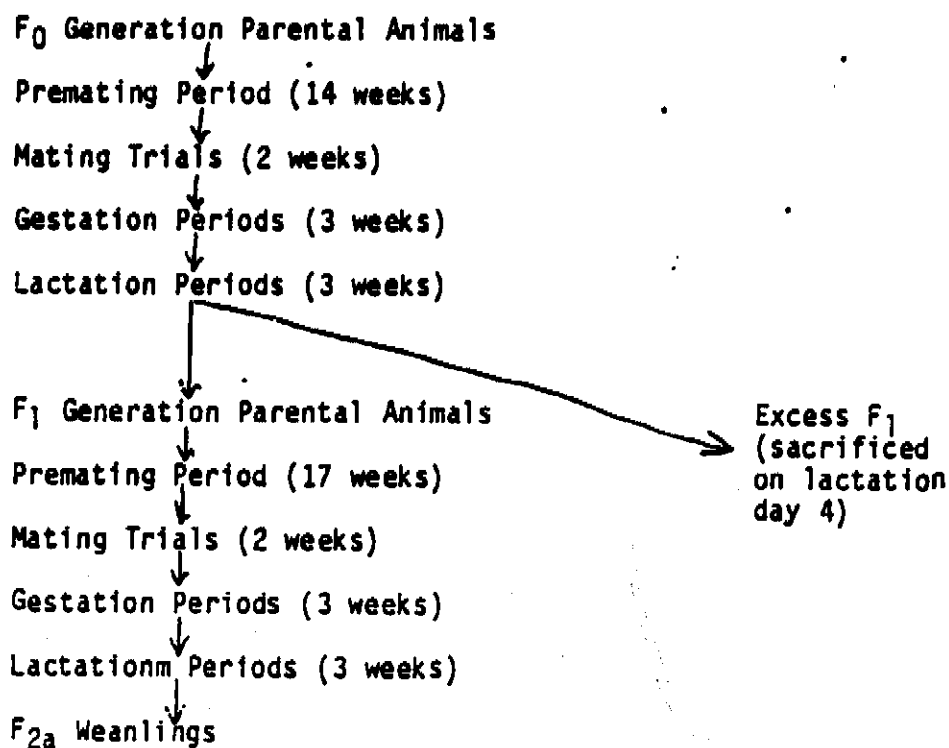 F0 Generation Parental Animals
Premating Period (14 weeks)
Mating Trials (2 weeks)
Gestation Periods (3 weeks)
Lactation Periods (3 weeks)
F1 Generation Parental Animals
Premating Period (17 weeks)
Mating Trials (2 weeks)
Gestation Periods (3 weeks)
Lactationm Periods (3 weeks)
F2a Weanlings
Excess F1
(sacrificed
on lactation
day 4)